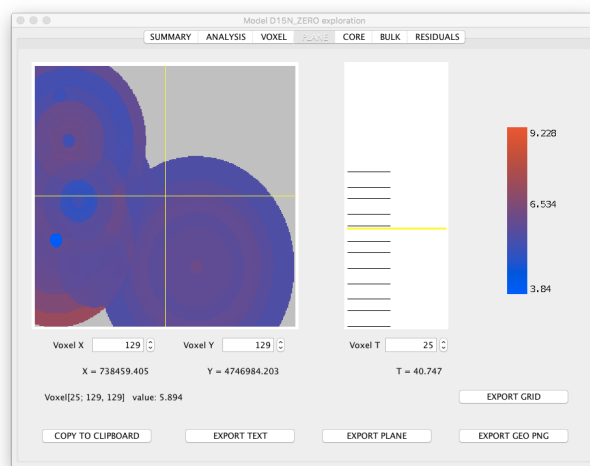 Model D15N_ZERO exploration
SUMMARY ANALYSIS VOXEL PLANE CORE BULK RESIDUALS
9.228
6.534
3.84
Voxel X 129 Voxel Y 129 Voxel T 25
X = 738459.405 Y = 4746984.203 T = 40.747
Voxel[25; 129, 129] value: 5.894
EXPORT GRID
COPY TO CLIPBOARD EXPORT TEXT EXPORT PLANE EXPORT GEO PNG